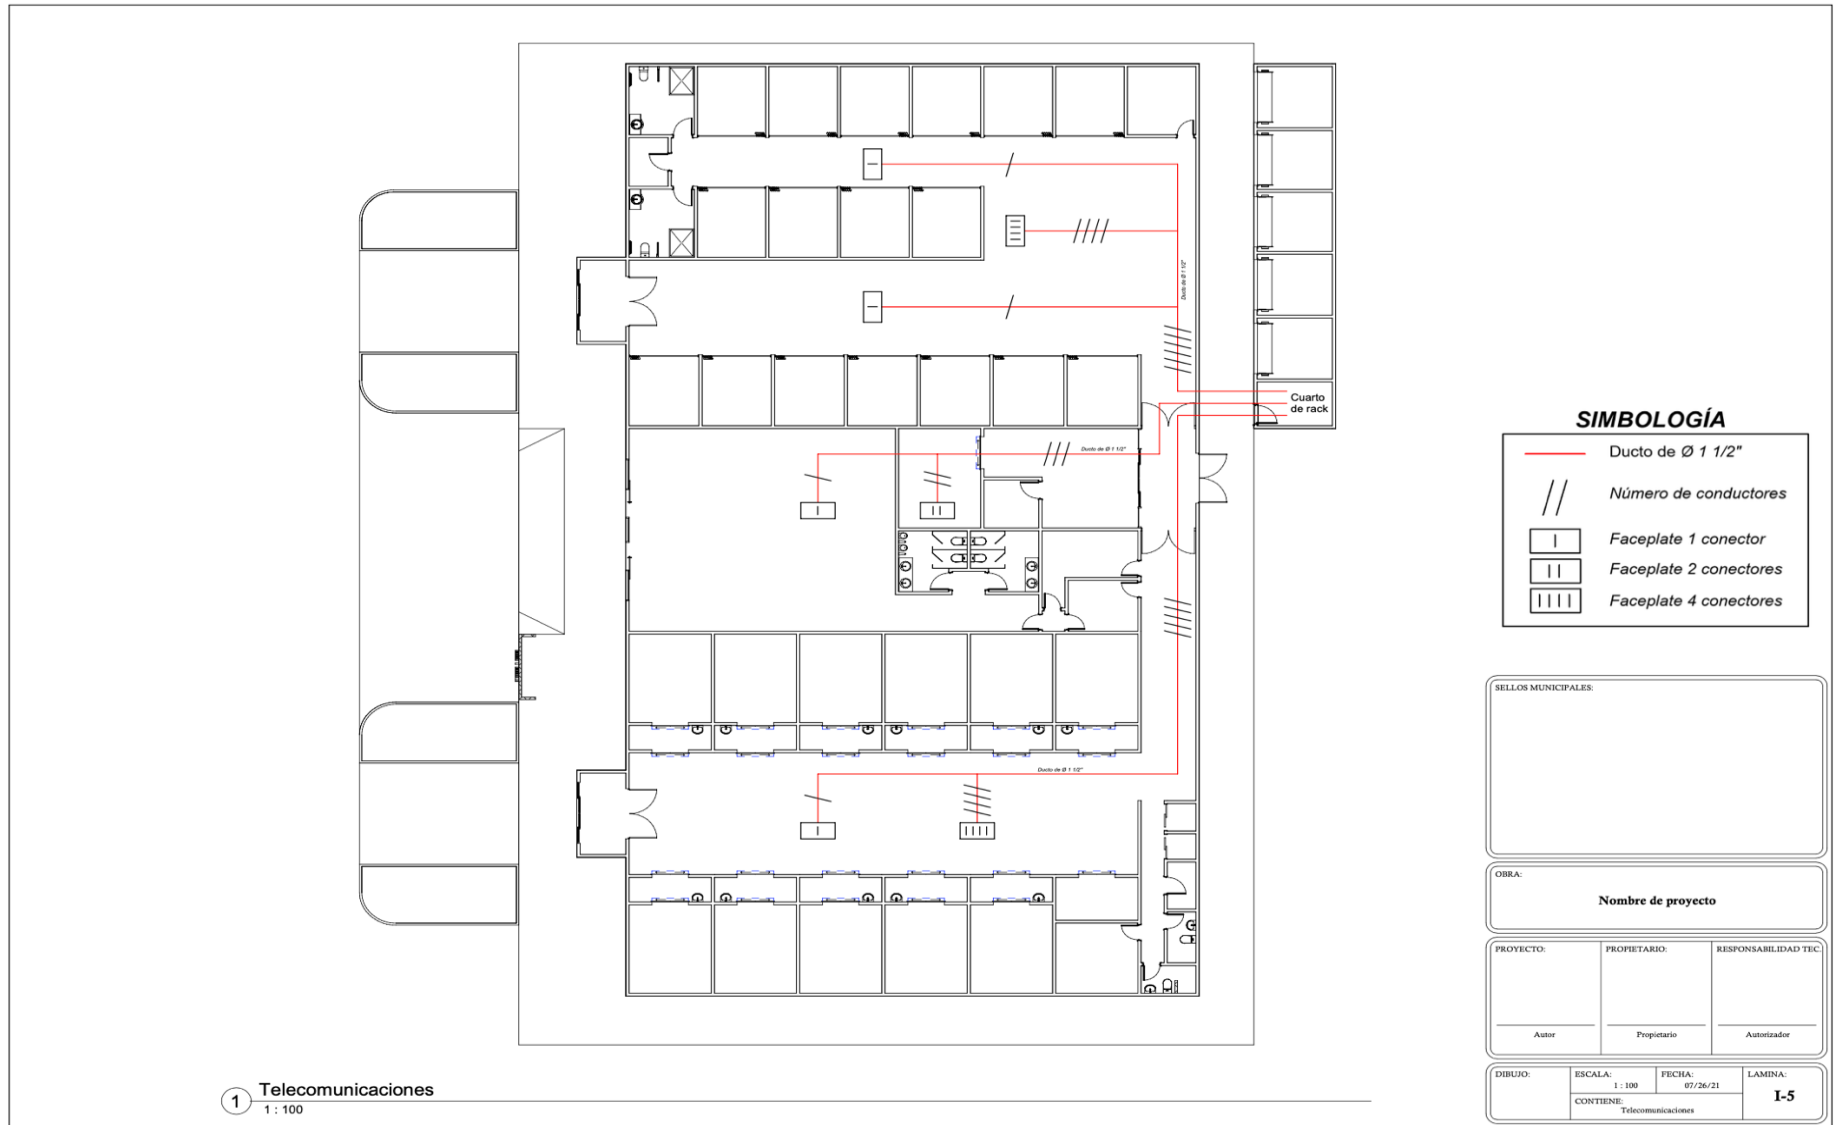 Ducto de Ø 1 1/2"
Cuarto
de rack
Ducto de Ø 1 1/2"
Ducto de Ø 1 1/2"
1
Telecomunicaciones
1 : 100
SIMBOLOGÍA
Ducto de Ø 1 1/2"
Número de conductores
Faceplate 1 conector
Faceplate 2 conectores
Faceplate 4 conectores
SELLOS MUNICIPALES:
OBRA:
Nombre de proyecto
PROYECTO:
PROPIETARIO:
RESPONSABILIDAD TEC.
Autor
Propietario
Autorizador
DIBUJO:
ESCALA:
1 : 100
FECHA:
07/26/21
LAMINA:
I-5
CONTIENE:
Telecomunicaciones